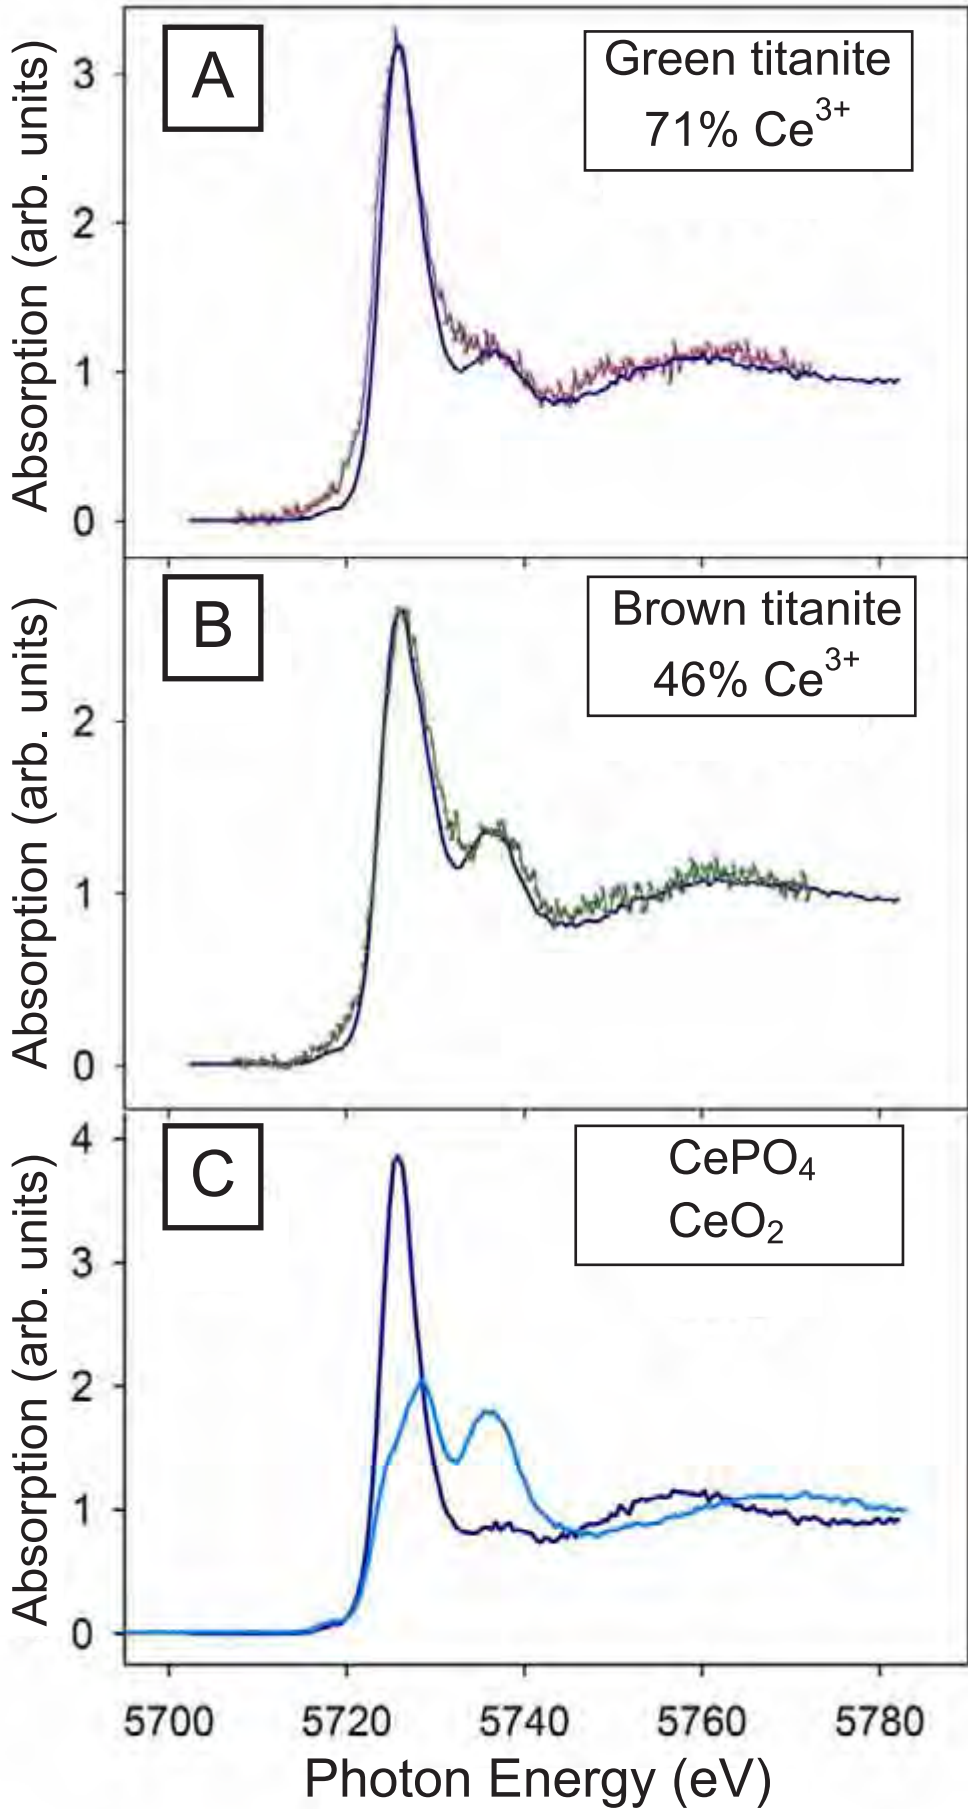 A
Green titanite
71% Ce³⁺
Absorption (arb. units)
3
2
1
0
B
Brown titanite
46% Ce³⁺
Absorption (arb. units)
2
1
0
C
CePO₄
CeO₂
Absorption (arb. units)
4
3
2
1
0
5700 5720 5740 5760 5780
Photon Energy (eV)